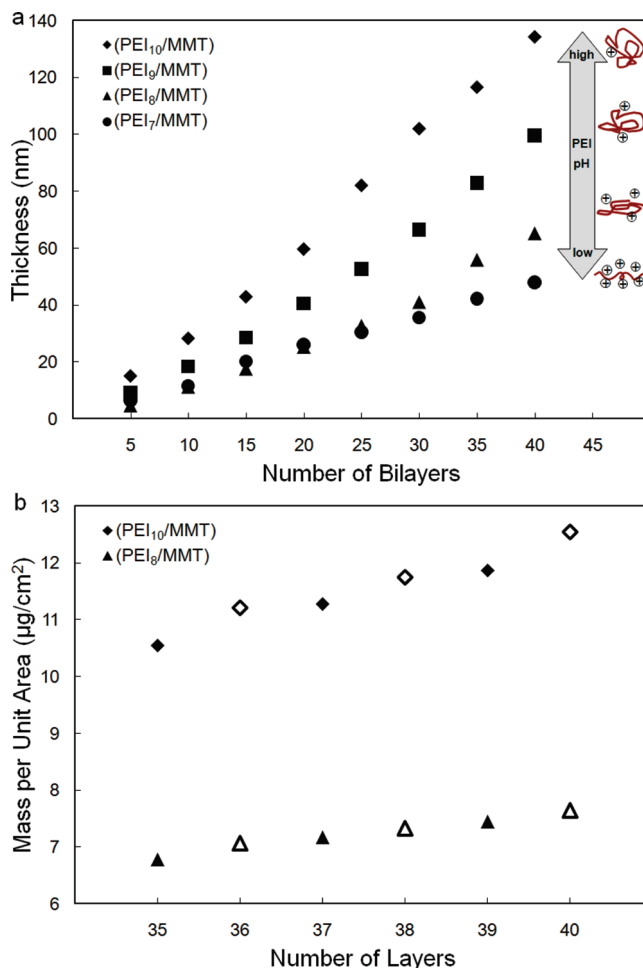 a
140
120
100
80
60
40
20
0
Thickness (nm)
(PEI₁₀/MMT)
(PEI₉/MMT)
(PEI₈/MMT)
(PEI₇/MMT)
high
PEI
pH
low
+
+
+
+
+
+
+
+
+
+
+
+
5 10 15 20 25 30 35 40 45
Number of Bilayers
b
13
12
11
10
9
8
7
6
Mass per Unit Area (µg/cm²)
(PEI₁₀/MMT)
(PEI₈/MMT)
35 36 37 38 39 40
Number of Layers